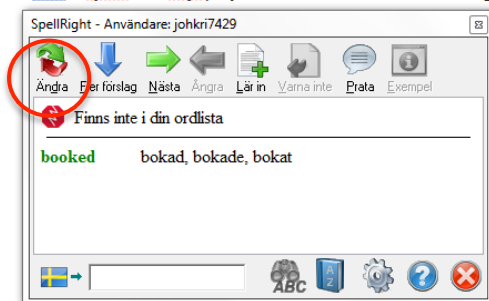 SpellRight - Användare: johkri7429
Ändra Fler förslag Nästa Ångra Lär in Varna inte Prata Exempel
Finns inte i din ordlista
booked bokad, bokade, bokat
ABC A Z ?